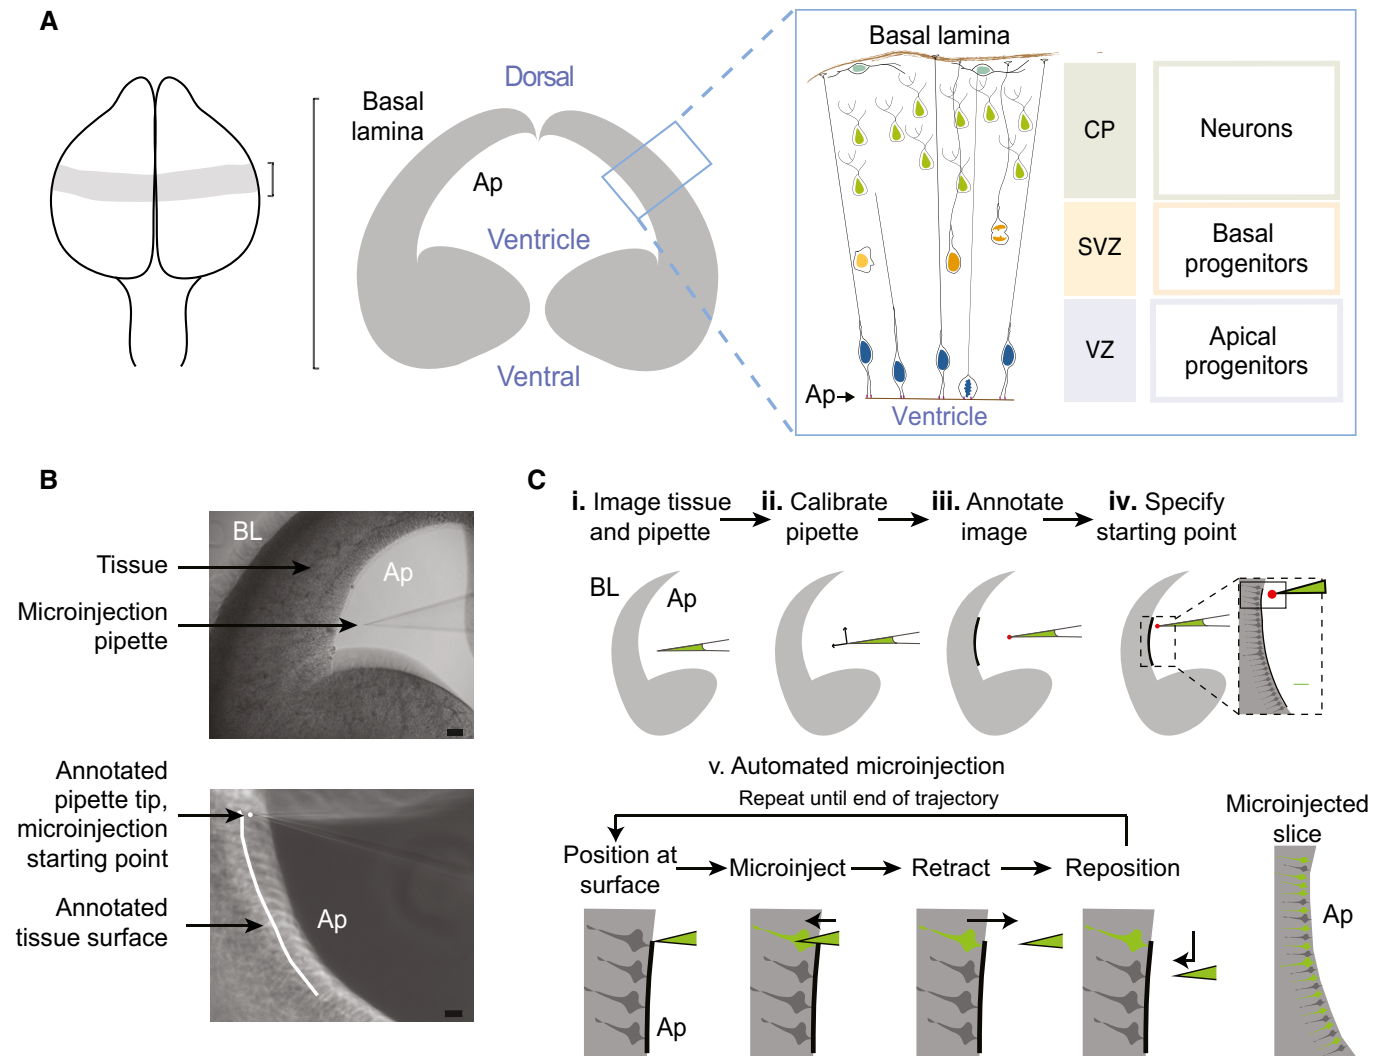 A
Dorsal
Basal
lamina
Ap
Ventricle
Ventral
Basal lamina
CP
Neurons
SVZ
Basal
progenitors
VZ
Apical
progenitors
Ap
Ventricle
B
BL
Tissue
Ap
Microinjection
pipette
Annotated
pipette tip,
microinjection
starting point
Annotated
tissue surface
Ap
C
i. Image tissue
and pipette
ii. Calibrate
pipette
iii. Annotate
image
iv. Specify
starting point
BL
Ap
v. Automated microinjection
Repeat until end of trajectory
Position at
surface
Microinject
Retract
Reposition
Ap
Microinjected
slice
Ap